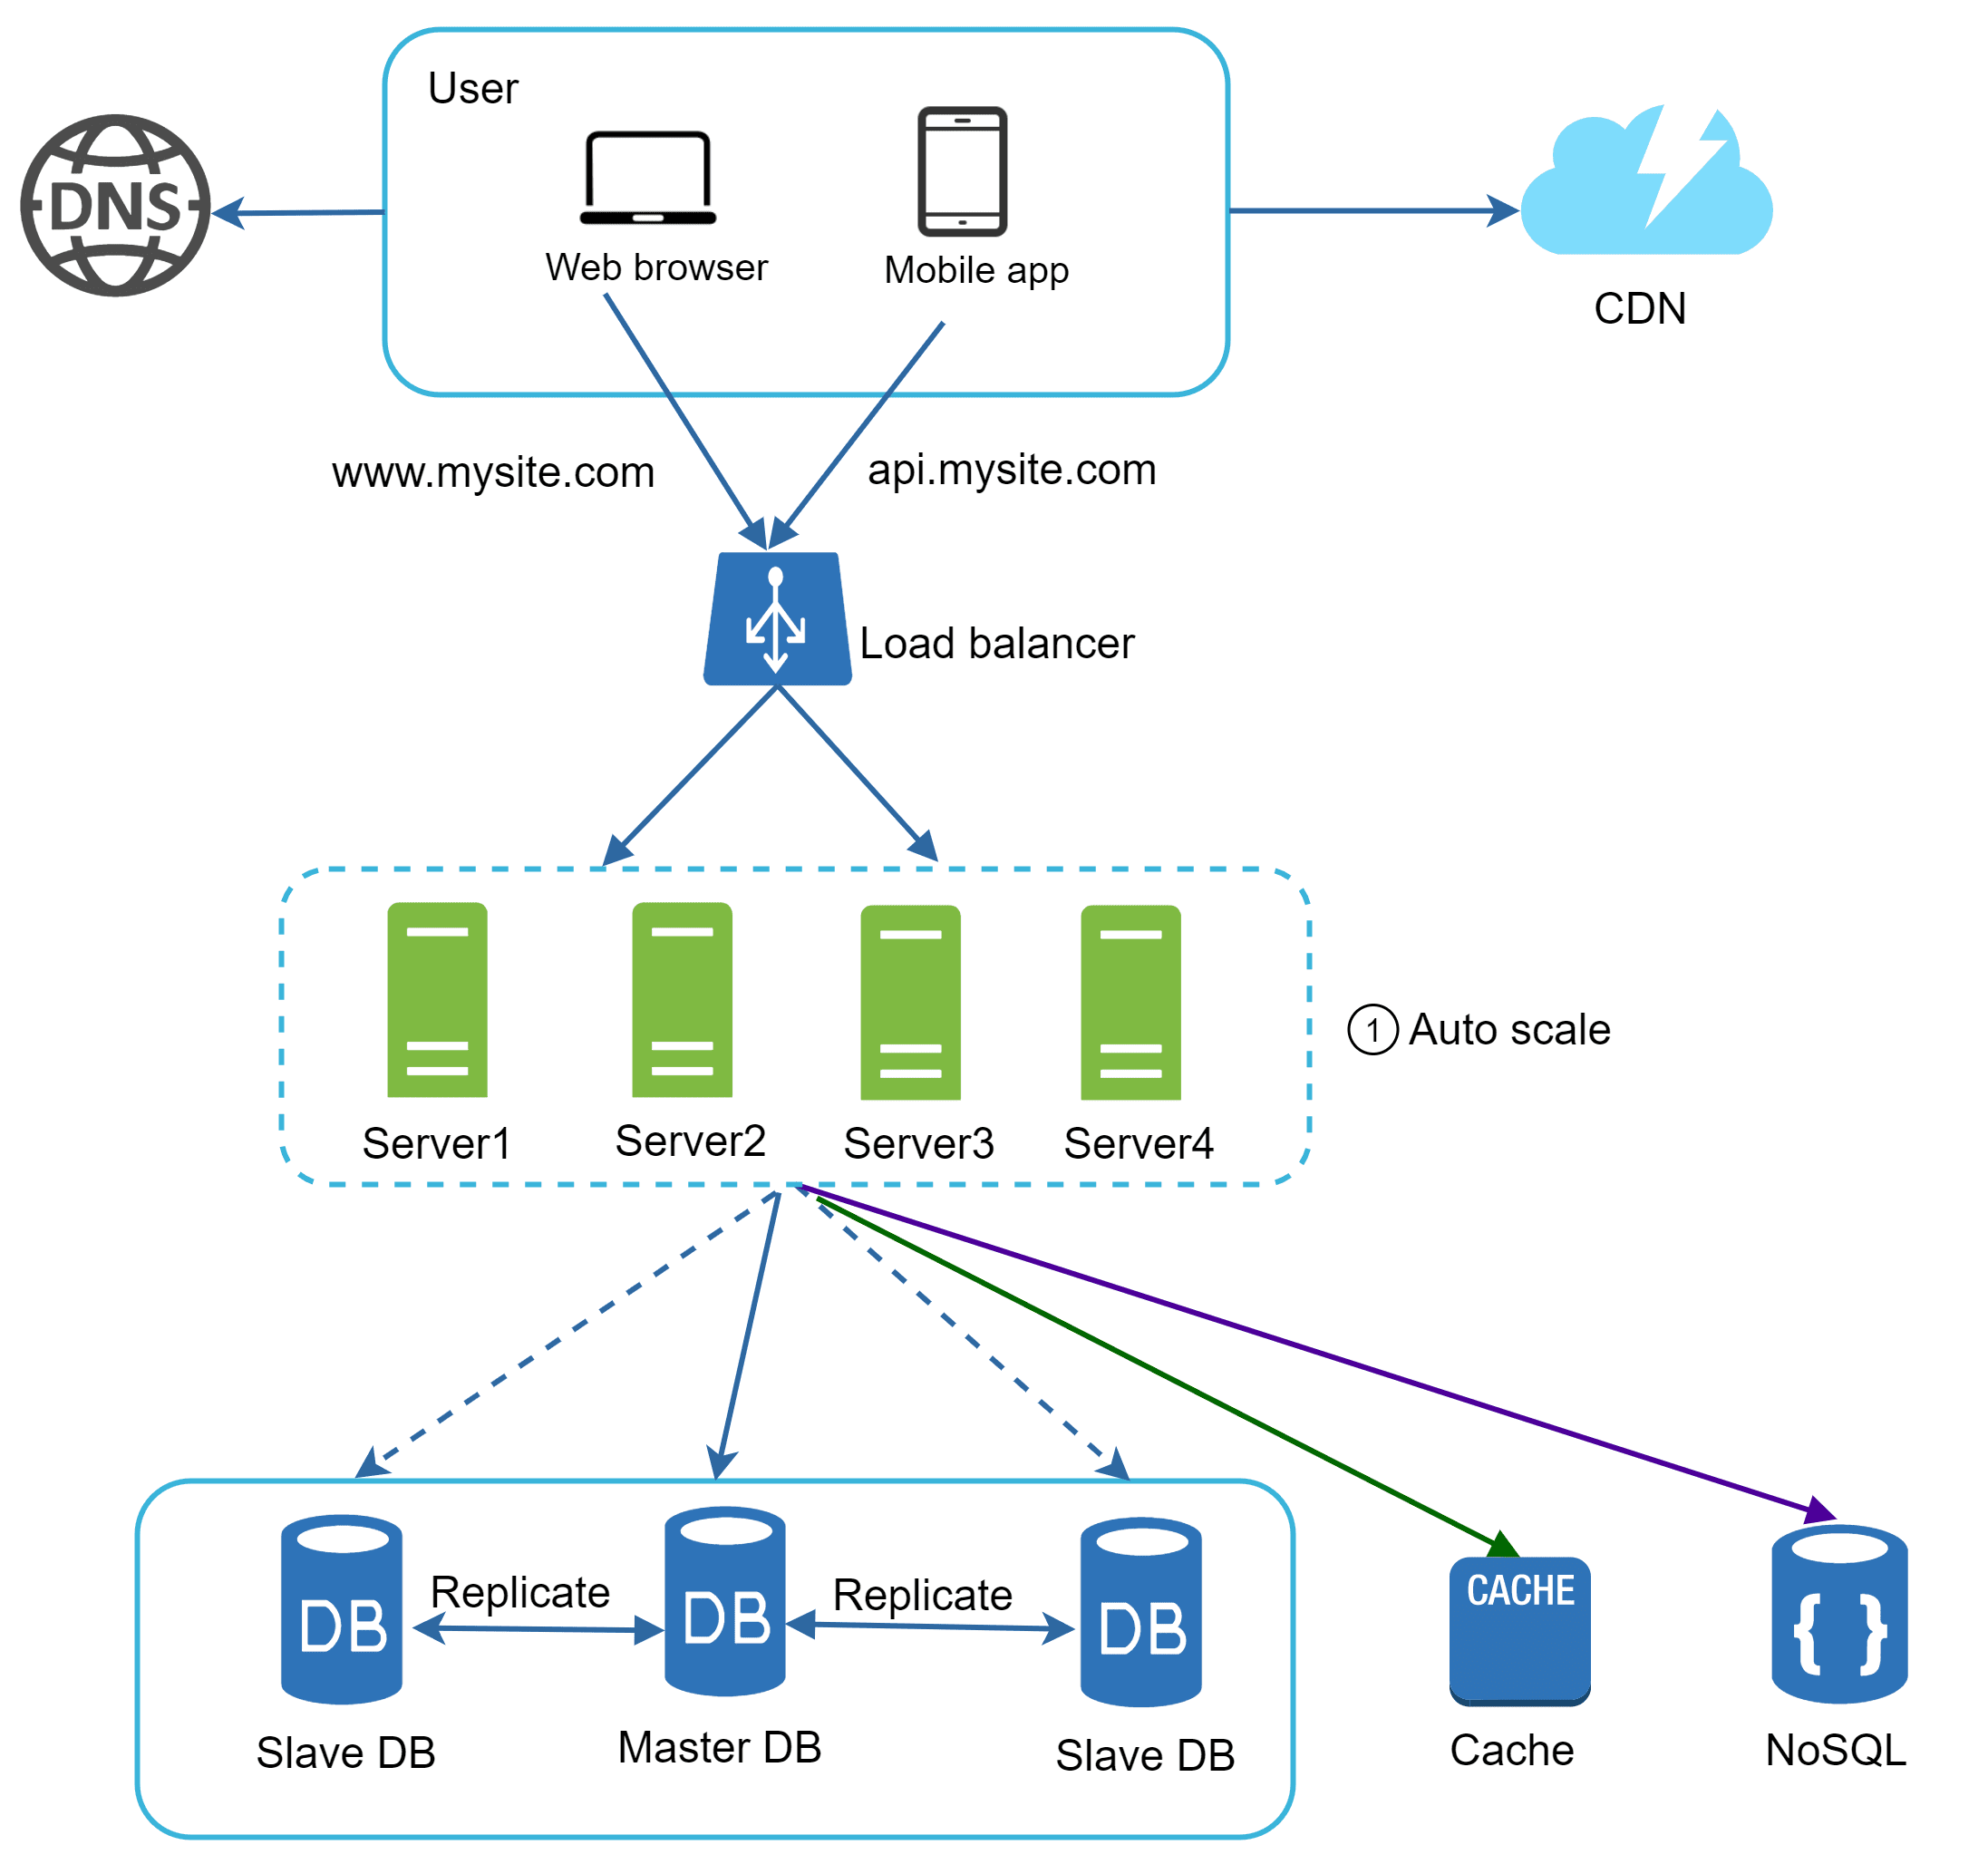 User
DNS
Web browser
Mobile app
CDN
www.mysite.com
api.mysite.com
Load balancer
1 Auto scale
Server1
Server2
Server3
Server4
Replicate
Replicate
DB
DB
DB
CACHE
{ }
Slave DB
Master DB
Slave DB
Cache
NoSQL